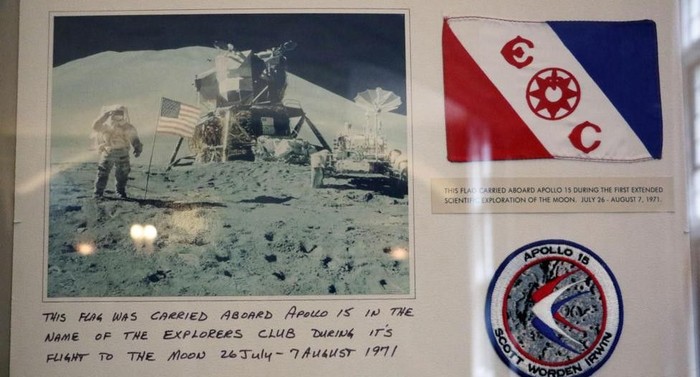 E
C
THIS FLAG CARRIED ABOARD APOLLO 15 DURING THE FIRST EXTENDED
SCIENTIFIC EXPLORATION OF THE MOON. JULY 26 - AUGUST 7, 1971.
THIS FLAG WAS CARRIED ABOARD APOLLO 15 IN THE
NAME OF THE EXPLORERS CLUB DURING IT'S
FLIGHT TO THE MOON 26 July - 7 AUGUST 1971
APOLLO 15
SCOTT WORDEN IRWIN